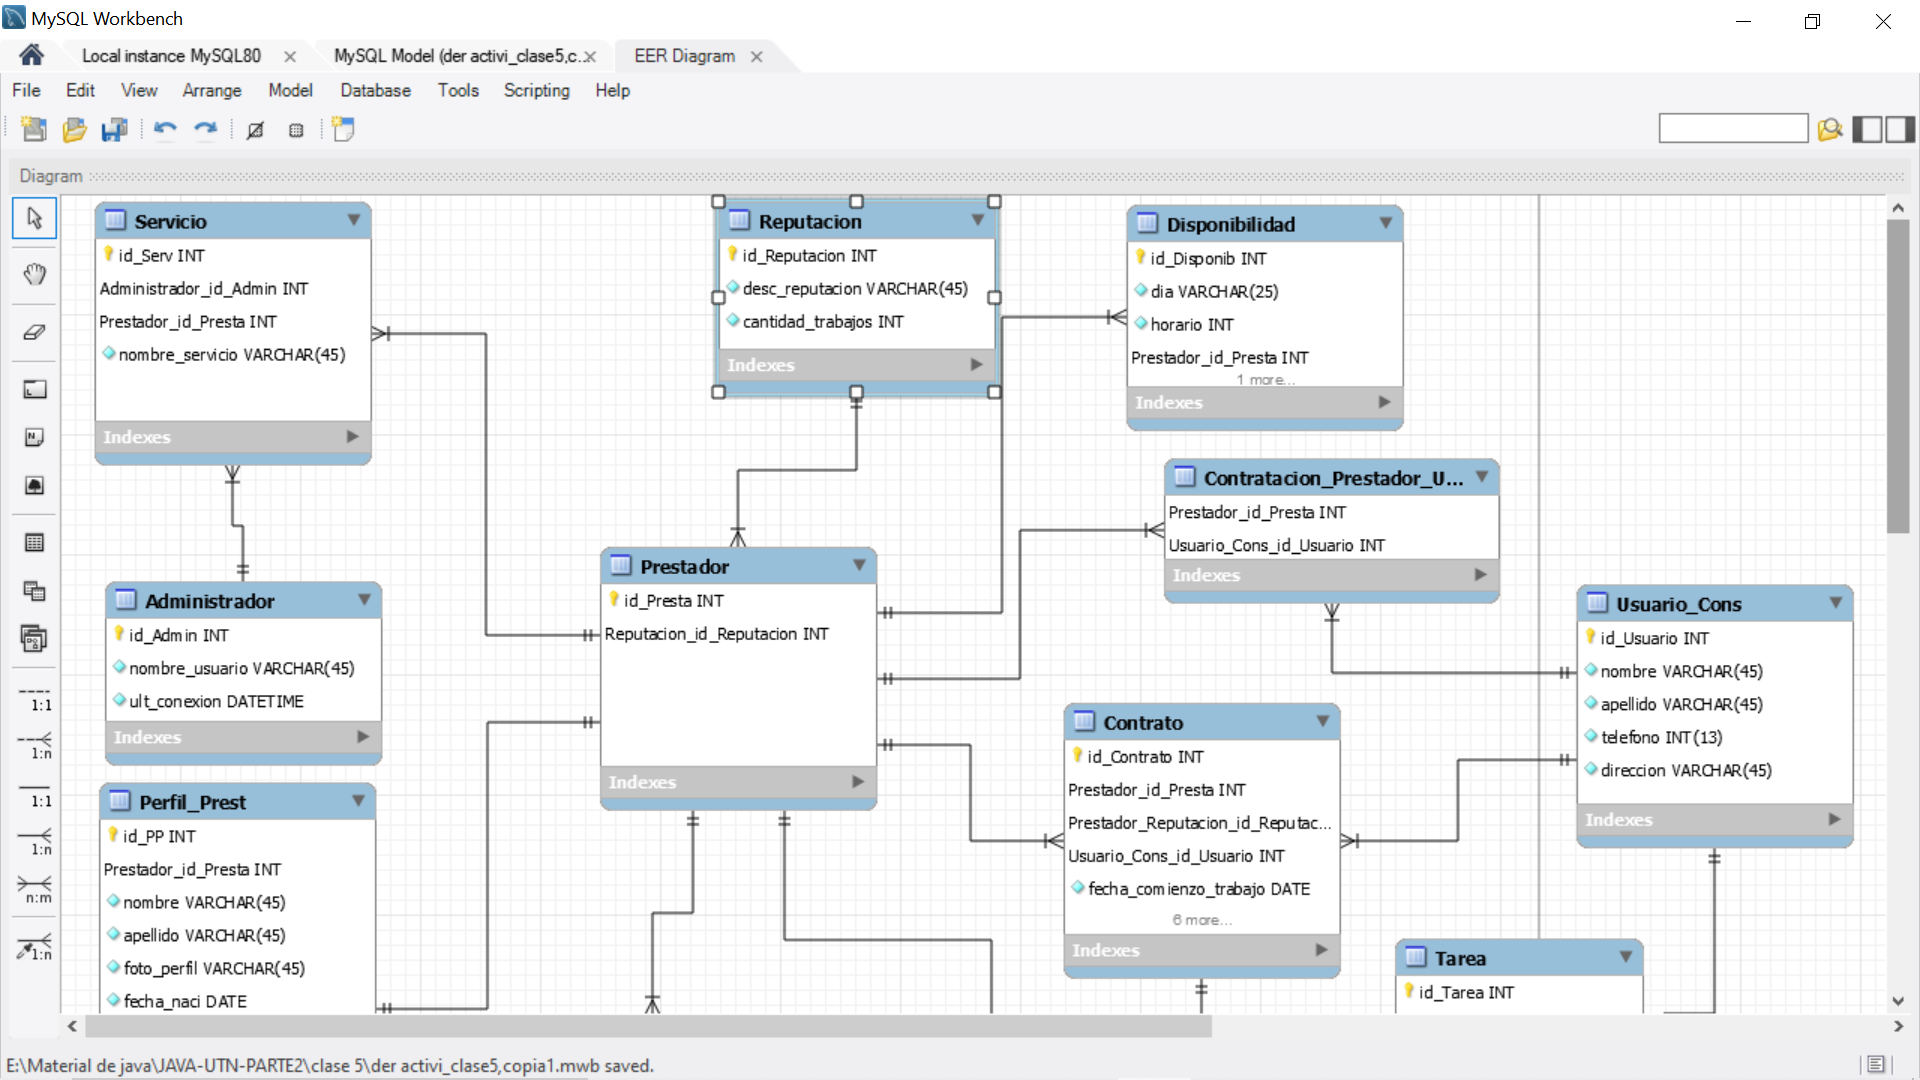 MySQL Workbench
Local instance MySQL80
MySQL Model (der activi_clase5,c...
EER Diagram
File Edit View Arrange Model Database Tools Scripting Help
Diagram
Servicio
id_Serv INT
Administrador_id_Admin INT
Prestador_id_Presta INT
nombre_servicio VARCHAR(45)
Indexes
Reputacion
id_Reputacion INT
desc_reputacion VARCHAR(45)
cantidad_trabajos INT
Indexes
Disponibilidad
id_Disponib INT
dia VARCHAR(25)
horario INT
Prestador_id_Presta INT
1 more...
Indexes
Contratacion_Prestador_U...
Prestador_id_Presta INT
Usuario_Cons_id_Usuario INT
Indexes
Administrador
id_Admin INT
nombre_usuario VARCHAR(45)
ult_conexion DATETIME
Indexes
Prestador
id_Presta INT
Reputacion_id_Reputacion INT
Indexes
Usuario_Cons
id_Usuario INT
nombre VARCHAR(45)
apellido VARCHAR(45)
telefono INT(13)
direccion VARCHAR(45)
Indexes
Contrato
id_Contrato INT
Prestador_id_Presta INT
Prestador_Reputacion_id_Reputac...
Usuario_Cons_id_Usuario INT
fecha_comienzo_trabajo DATE
6 more...
Indexes
Perfil_Prest
id_PP INT
Prestador_id_Presta INT
nombre VARCHAR(45)
apellido VARCHAR(45)
foto_perfil VARCHAR(45)
fecha_naci DATE
Tarea
id_Tarea INT
1:1
1:n
1:1
1:n
n:m
1:n
E:\Material de java\JAVA-UTN-PARTE2\clase 5\der activi_clase5,copia1.mwb saved.